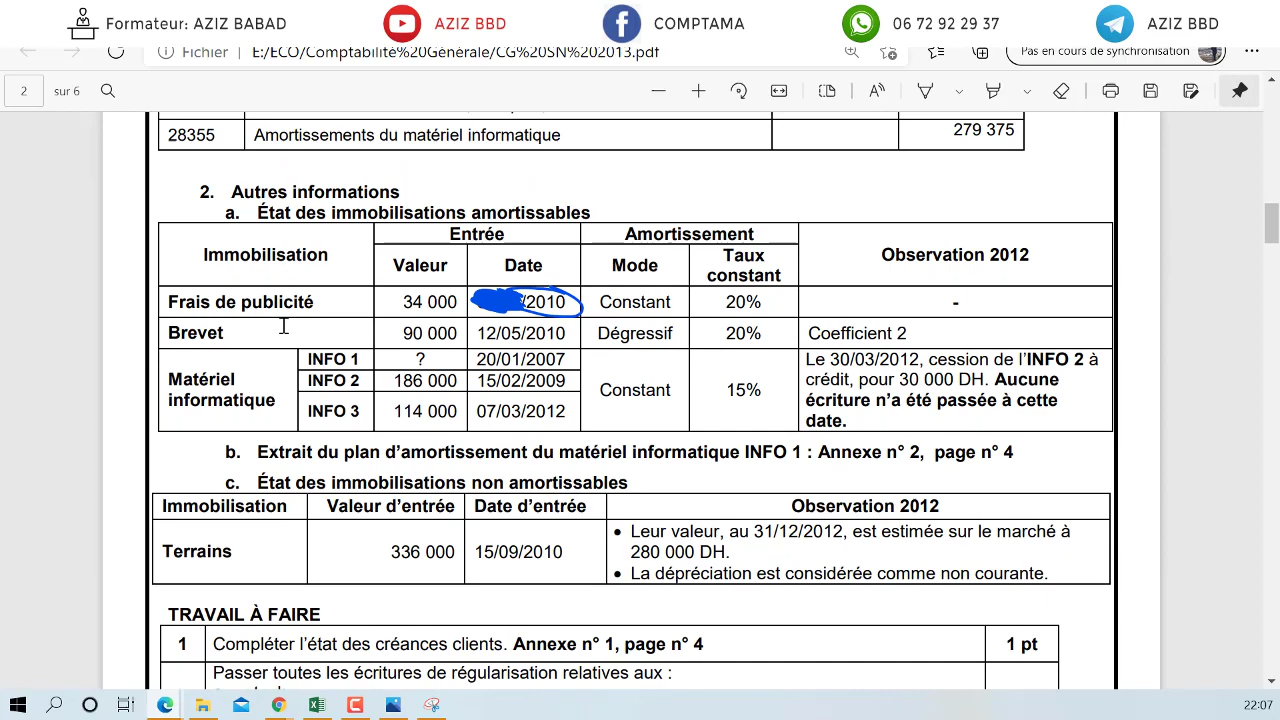 Formateur: AZIZ BABAD AZIZ BBD COMPTAMA 06 72 92 29 37 AZIZ BBD
Fichier E:/ECO/Comptabilité%20Générale/CG%20SN%202013.pdf Pas en cours de synchronisation
2 sur 6
28355 Amortissements du matériel informatique 279 375
2. Autres informations
a. État des immobilisations amortissables
Immobilisation Entrée Amortissement Observation 2012
Valeur Date Mode Taux constant
Frais de publicité 34 000 /2010 Constant 20% -
Brevet 90 000 12/05/2010 Dégressif 20% Coefficient 2
Matériel informatique INFO 1 ? 20/01/2007 Constant 15% Le 30/03/2012, cession de l’INFO 2 à
INFO 2 186 000 15/02/2009 crédit, pour 30 000 DH. Aucune
INFO 3 114 000 07/03/2012 écriture n’a été passée à cette
date.
b. Extrait du plan d’amortissement du matériel informatique INFO 1 : Annexe n° 2, page n° 4
c. État des immobilisations non amortissables
Immobilisation Valeur d’entrée Date d’entrée Observation 2012
Terrains 336 000 15/09/2010 • Leur valeur, au 31/12/2012, est estimée sur le marché à
280 000 DH.
• La dépréciation est considérée comme non courante.
TRAVAIL À FAIRE
1 Compléter l’état des créances clients. Annexe n° 1, page n° 4 1 pt
Passer toutes les écritures de régularisation relatives aux :
22:07